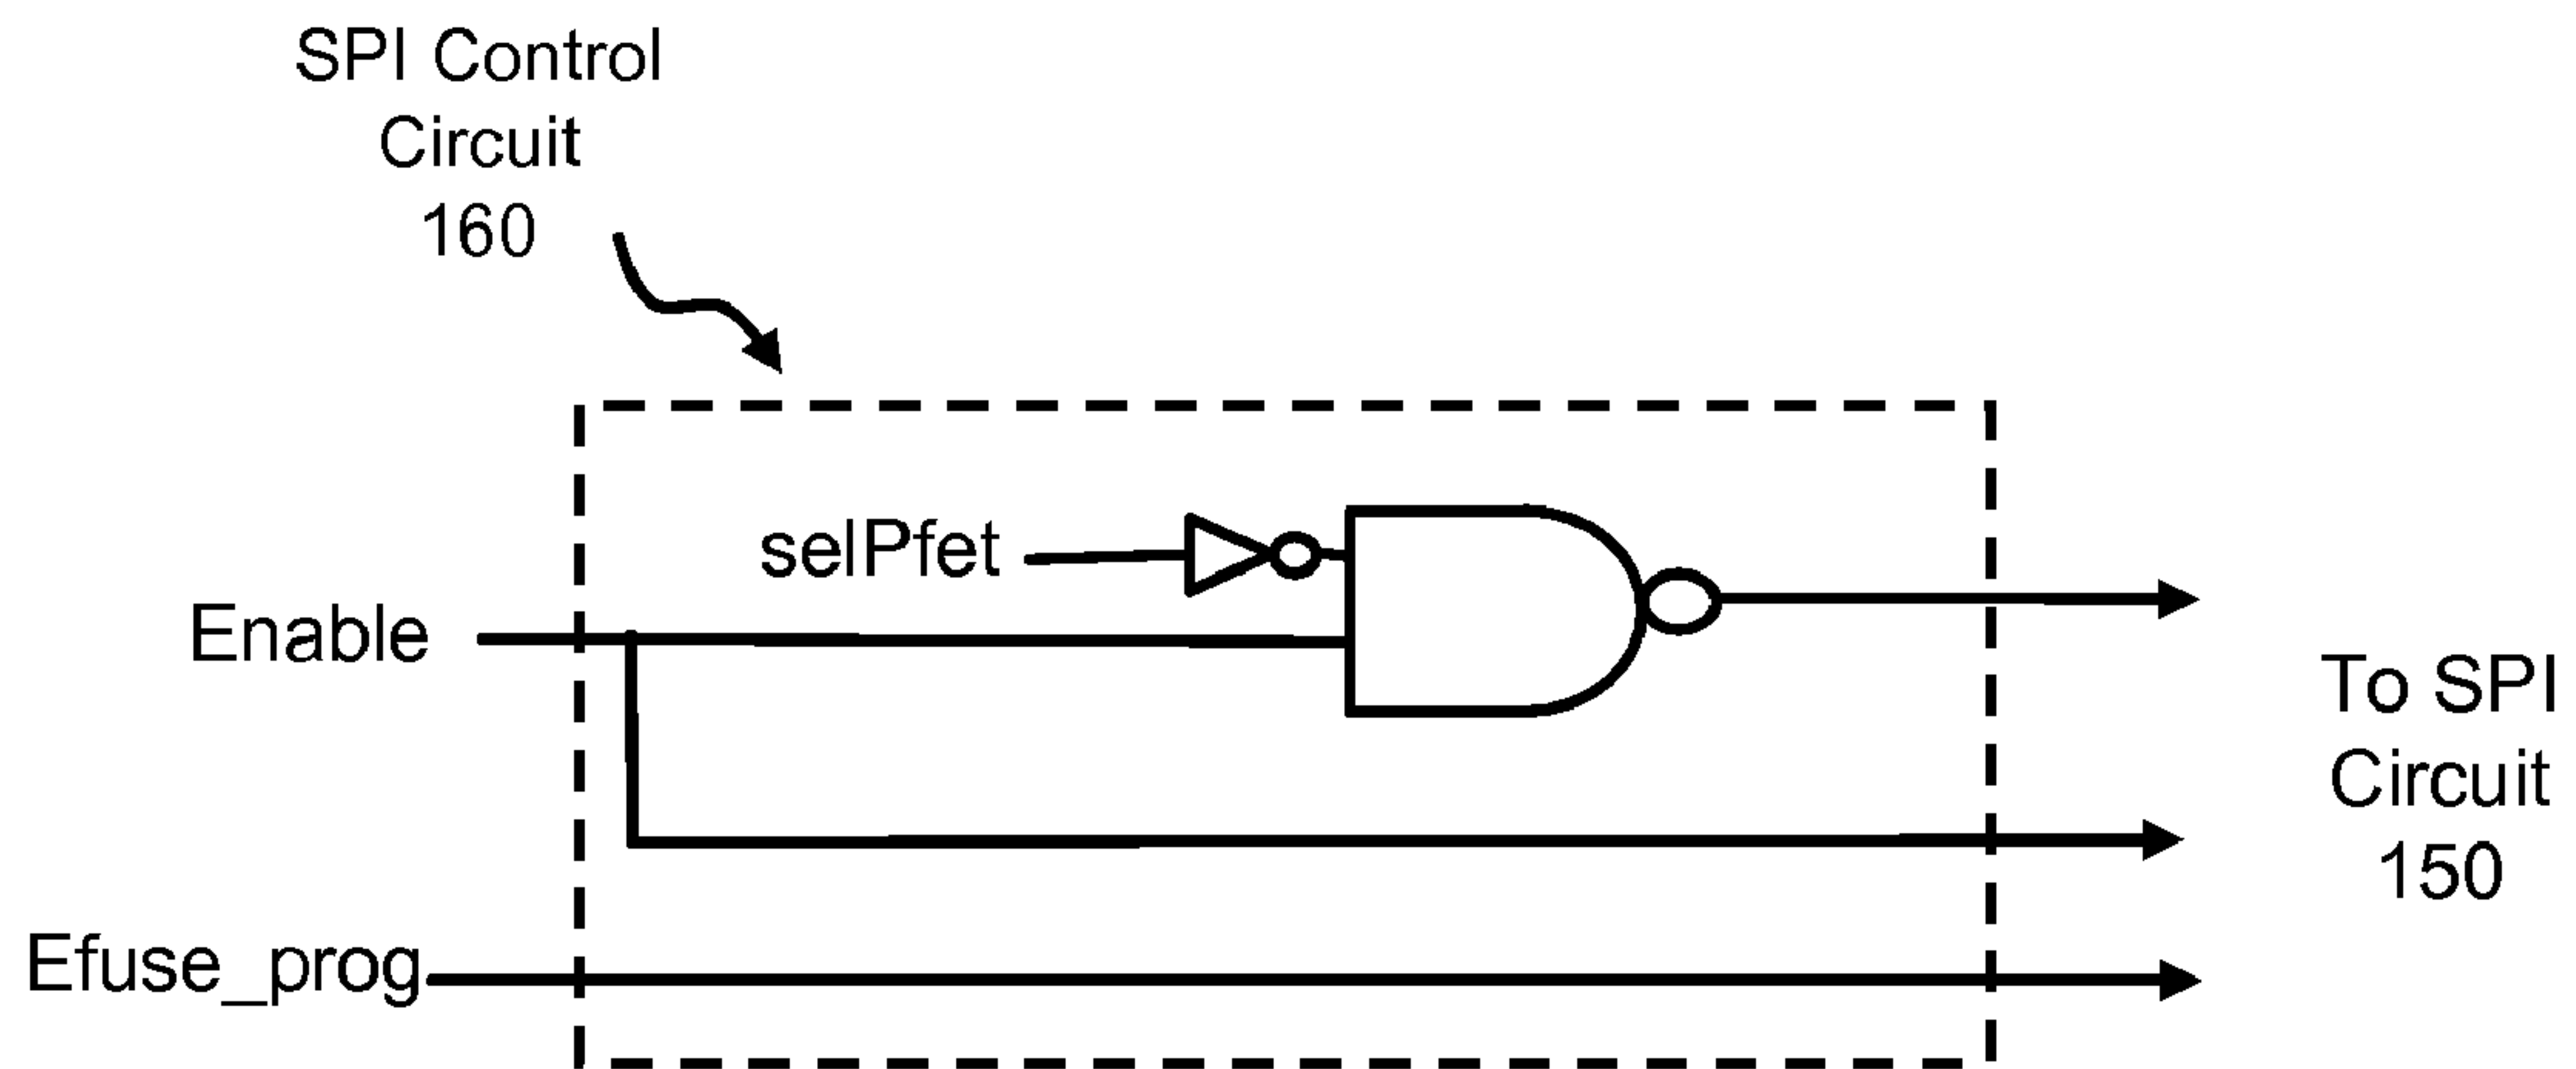 SPI Control
Circuit
160
selPfet
Enable
To SPI
Circuit
150
Efuse_prog